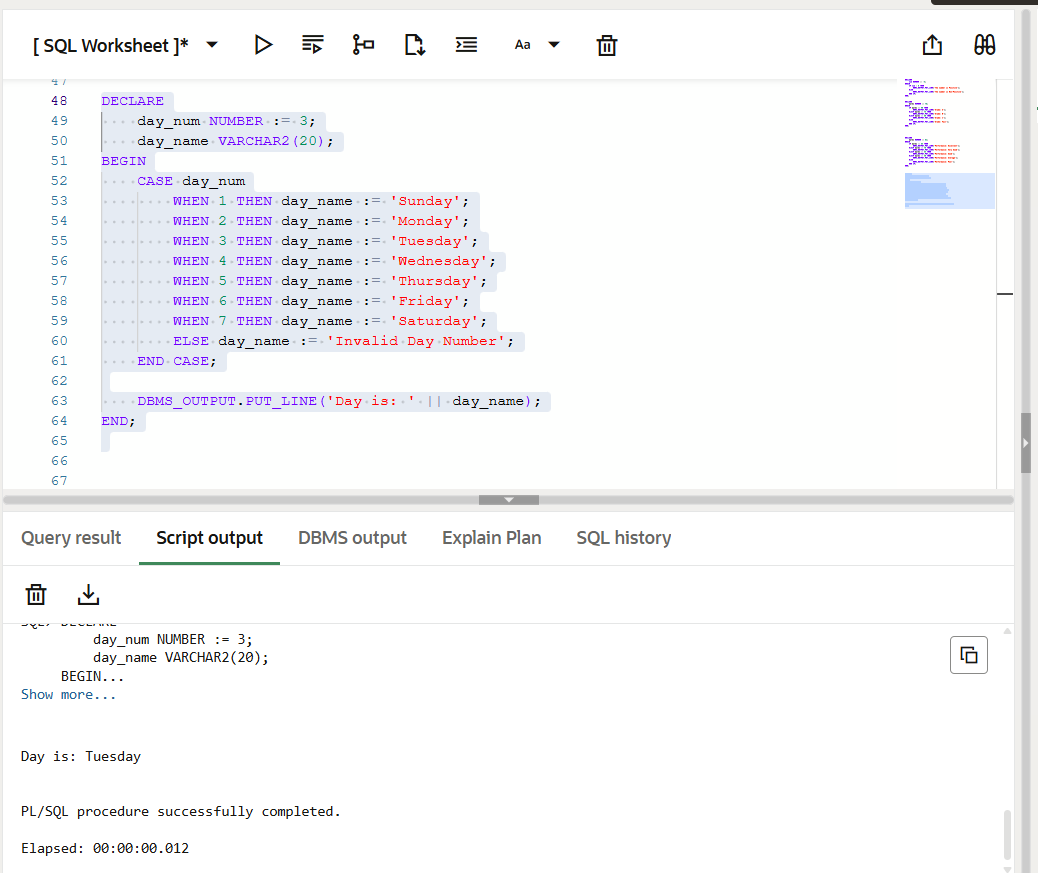 [ SQL Worksheet ]*
Aa
47
48 DECLARE
49     day_num NUMBER := 3;
50     day_name VARCHAR2(20);
51 BEGIN
52     CASE day_num
53         WHEN 1 THEN day_name := 'Sunday';
54         WHEN 2 THEN day_name := 'Monday';
55         WHEN 3 THEN day_name := 'Tuesday';
56         WHEN 4 THEN day_name := 'Wednesday';
57         WHEN 5 THEN day_name := 'Thursday';
58         WHEN 6 THEN day_name := 'Friday';
59         WHEN 7 THEN day_name := 'Saturday';
60         ELSE day_name := 'Invalid Day Number';
61     END CASE;
62
63     DBMS_OUTPUT.PUT_LINE('Day is: ' || day_name);
64 END;
65
66
67
Query result Script output DBMS output Explain Plan SQL history
SQL> DECLARE
         day_num NUMBER := 3;
         day_name VARCHAR2(20);
     BEGIN...
Show more...
Day is: Tuesday
PL/SQL procedure successfully completed.
Elapsed: 00:00:00.012